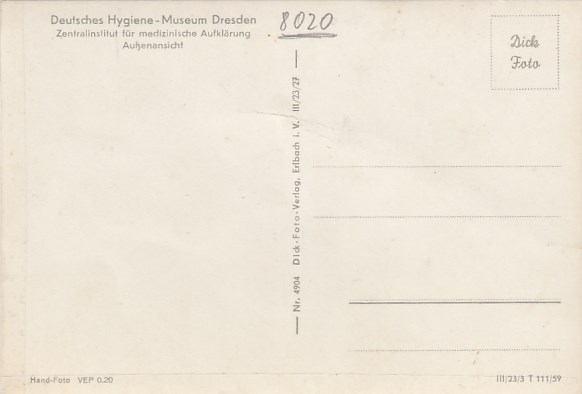 Deutsches Hygiene-Museum Dresden
Zentralinstitut für medizinische Aufklärung
Außenansicht
8020
Dick
Foto
Nr. 4904 Dick-Foto-Verlag, Erlbach i. V. III/23/27
Hand-Foto VEP 0,20
III/23/3 T 111/59